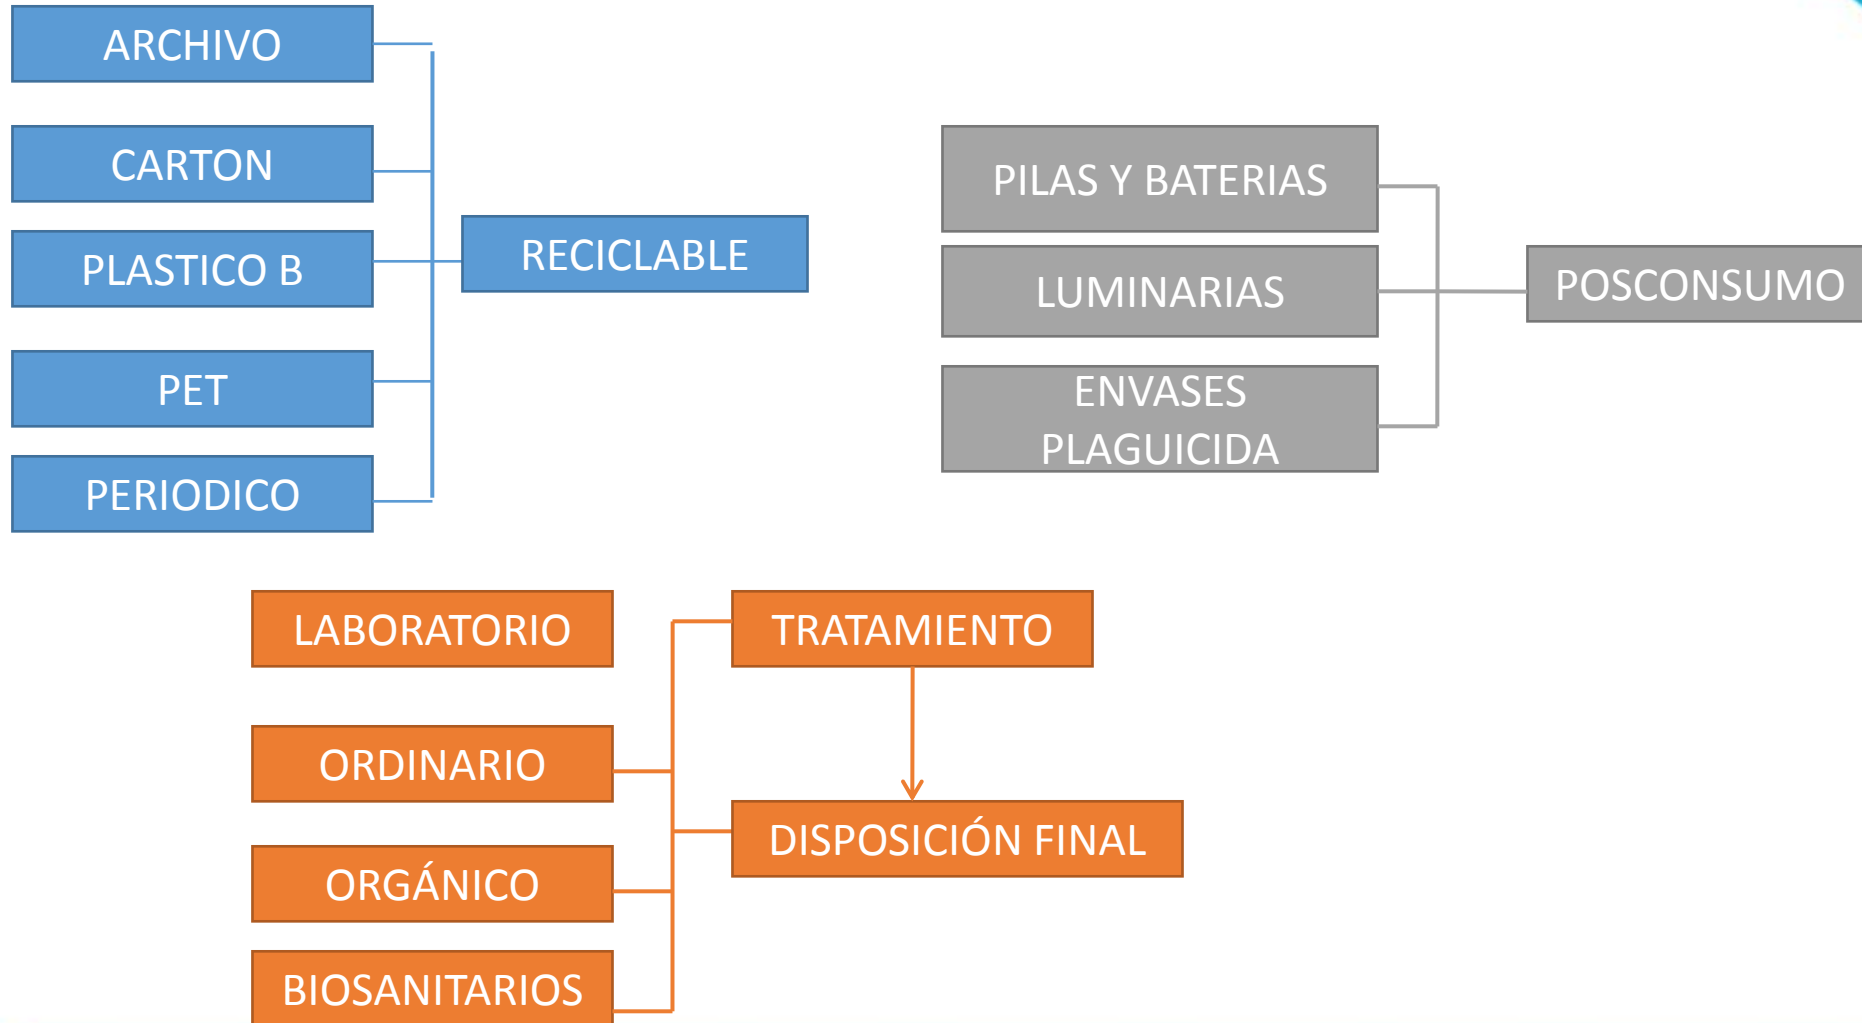 ARCHIVO
CARTON
PLASTICO B
PET
PERIODICO
RECICLABLE
PILAS Y BATERIAS
LUMINARIAS
ENVASES
PLAGUICIDA
POSCONSUMO
LABORATORIO
ORDINARIO
ORGÁNICO
BIOSANITARIOS
TRATAMIENTO
DISPOSICIÓN FINAL